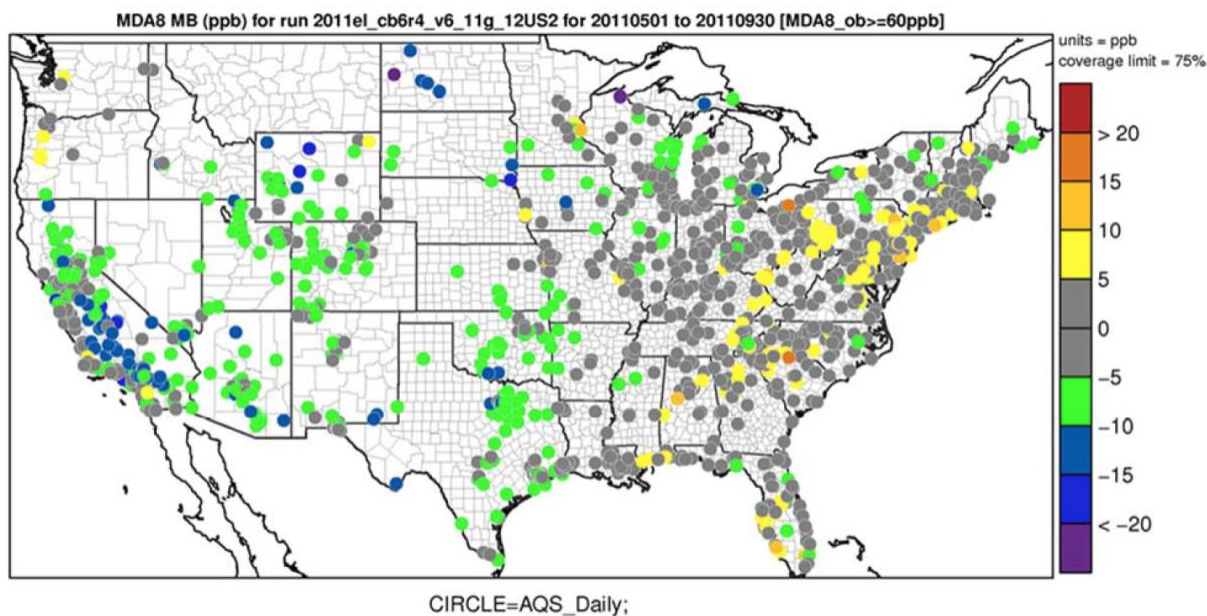 MDA8 MB (ppb) for run 2011el_cb6r4_v6_11g_12US2 for 20110501 to 20110930 [MDA8_ob>=60ppb]
units = ppb
coverage limit = 75%
> 20
15
10
5
0
−5
−10
−15
< −20
CIRCLE=AQS_Daily;